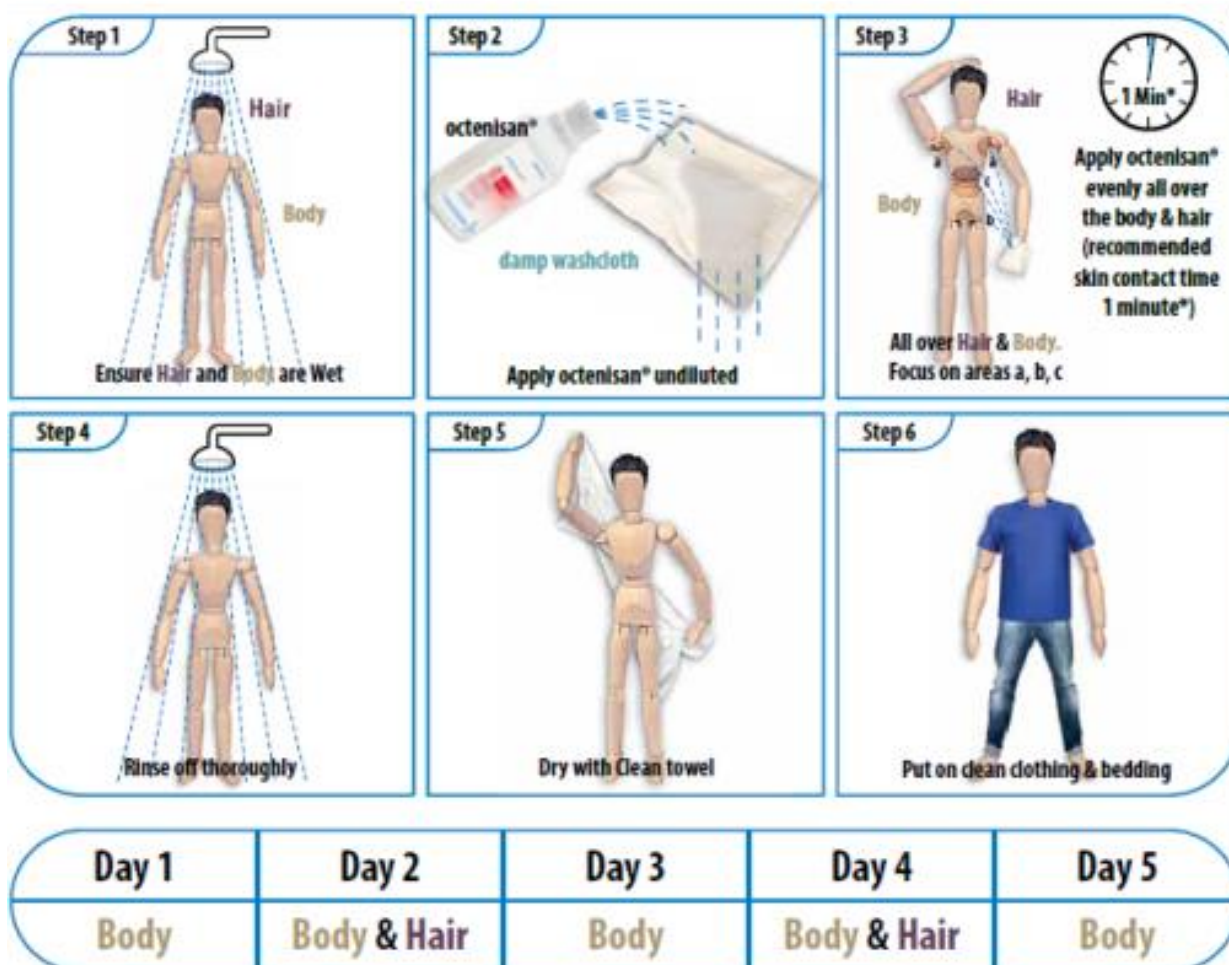 Step 1
Hair
Body
Ensure Hair and Body are Wet
Step 2
octenisan*
damp washcloth
Apply octenisan* undiluted
Step 3
Hair
1 Min*
Body
a
a
c
b
Apply octenisan*
evenly all over
the body & hair
(recommended
skin contact time
1 minute*)
All over Hair & Body.
Focus on areas a, b, c
Step 4
Rinse off thoroughly
Step 5
Dry with Clean towel
Step 6
Put on clean clothing & bedding
Day 1
Day 2
Day 3
Day 4
Day 5
Body
Body & Hair
Body
Body & Hair
Body